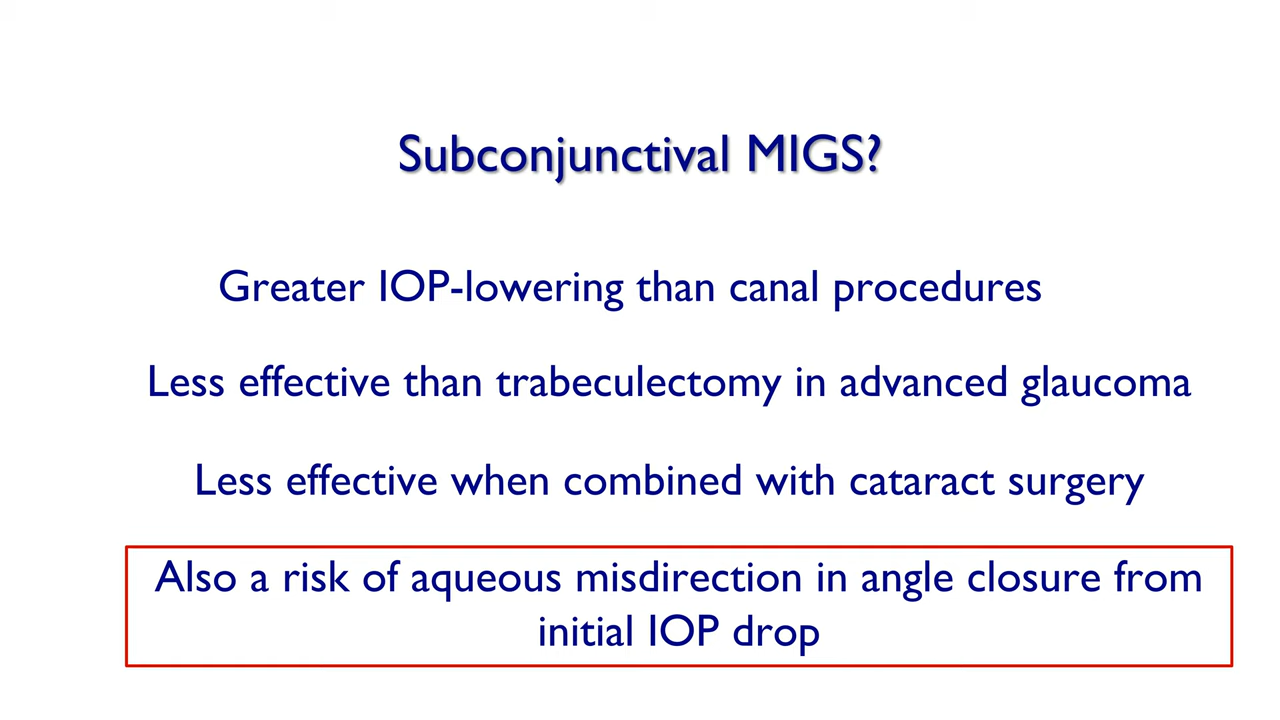 Subconjunctival MIGS?
Greater IOP-lowering than canal procedures
Less effective than trabeculectomy in advanced glaucoma
Less effective when combined with cataract surgery
Also a risk of aqueous misdirection in angle closure from
initial IOP drop